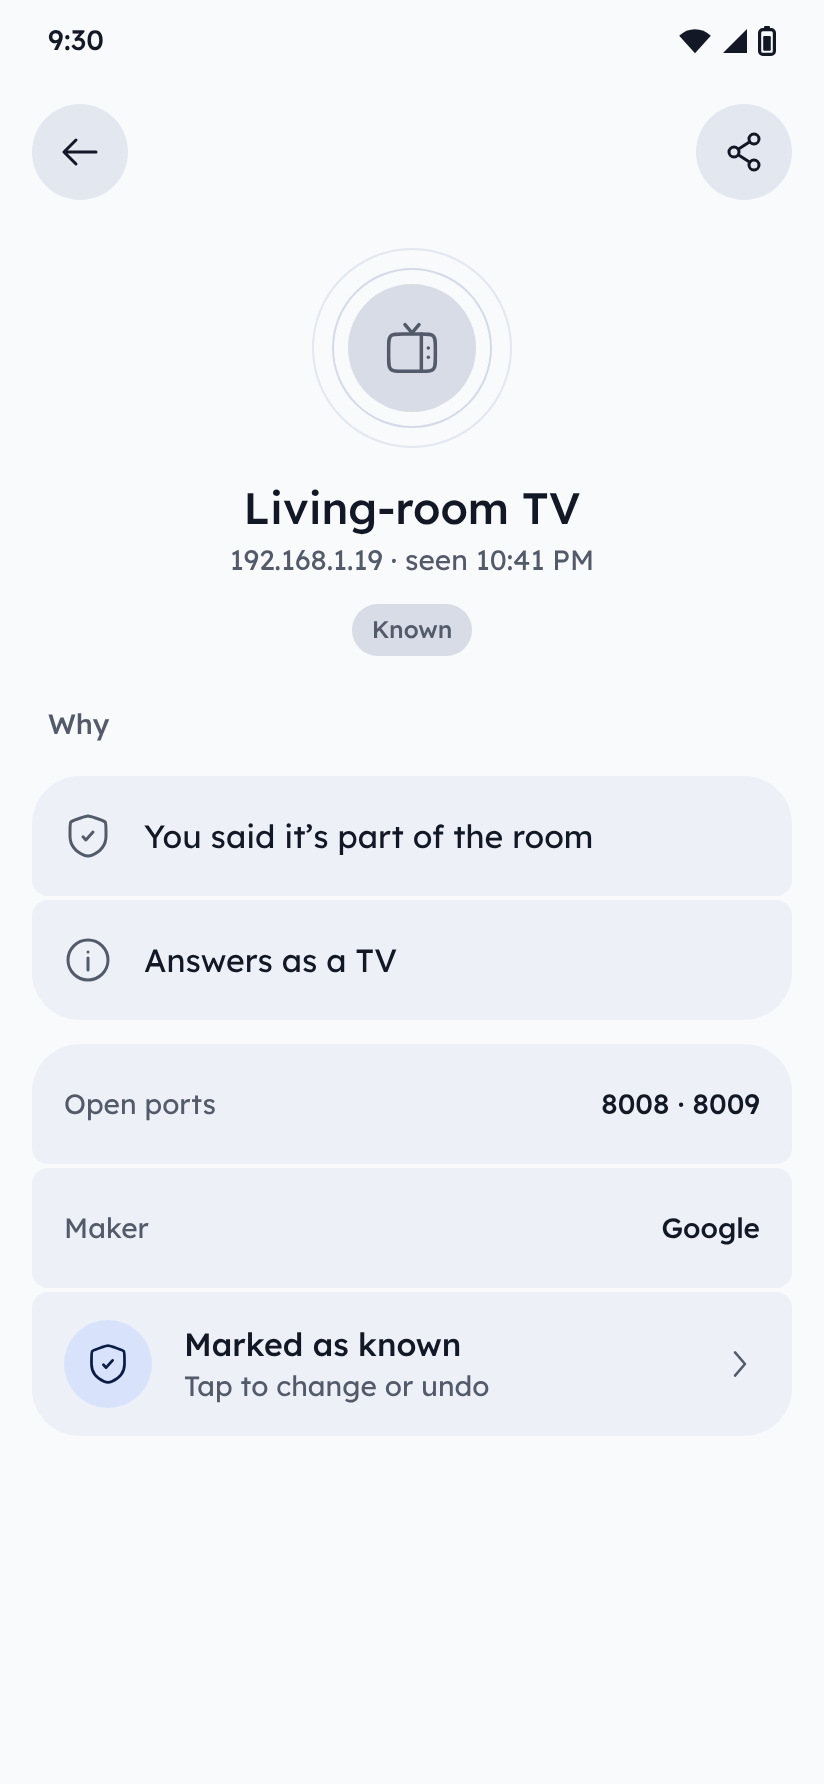 9:30
Living-room TV
192.168.1.19 · seen 10:41 PM
Known
Why
You said it’s part of the room
Answers as a TV
Open ports 8008 · 8009
Maker Google
Marked as known
Tap to change or undo